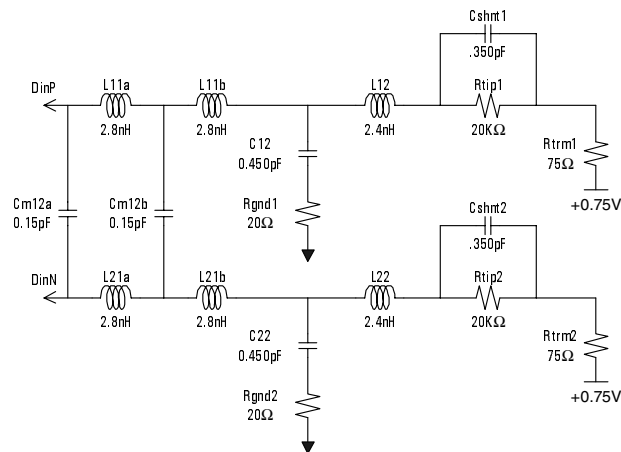 Cshnt1
.350pF
DinP
L11a
2.8nH
L11b
2.8nH
L12
2.4nH
Rtip1
20KΩ
C12
0.450pF
Rtrm1
75Ω
+0.75V
Cm12a
0.15pF
Cm12b
0.15pF
Rgnd1
20Ω
Cshnt2
.350pF
DinN
L21a
2.8nH
L21b
2.8nH
L22
2.4nH
Rtip2
20KΩ
C22
0.450pF
Rtrm2
75Ω
+0.75V
Rgnd2
20Ω